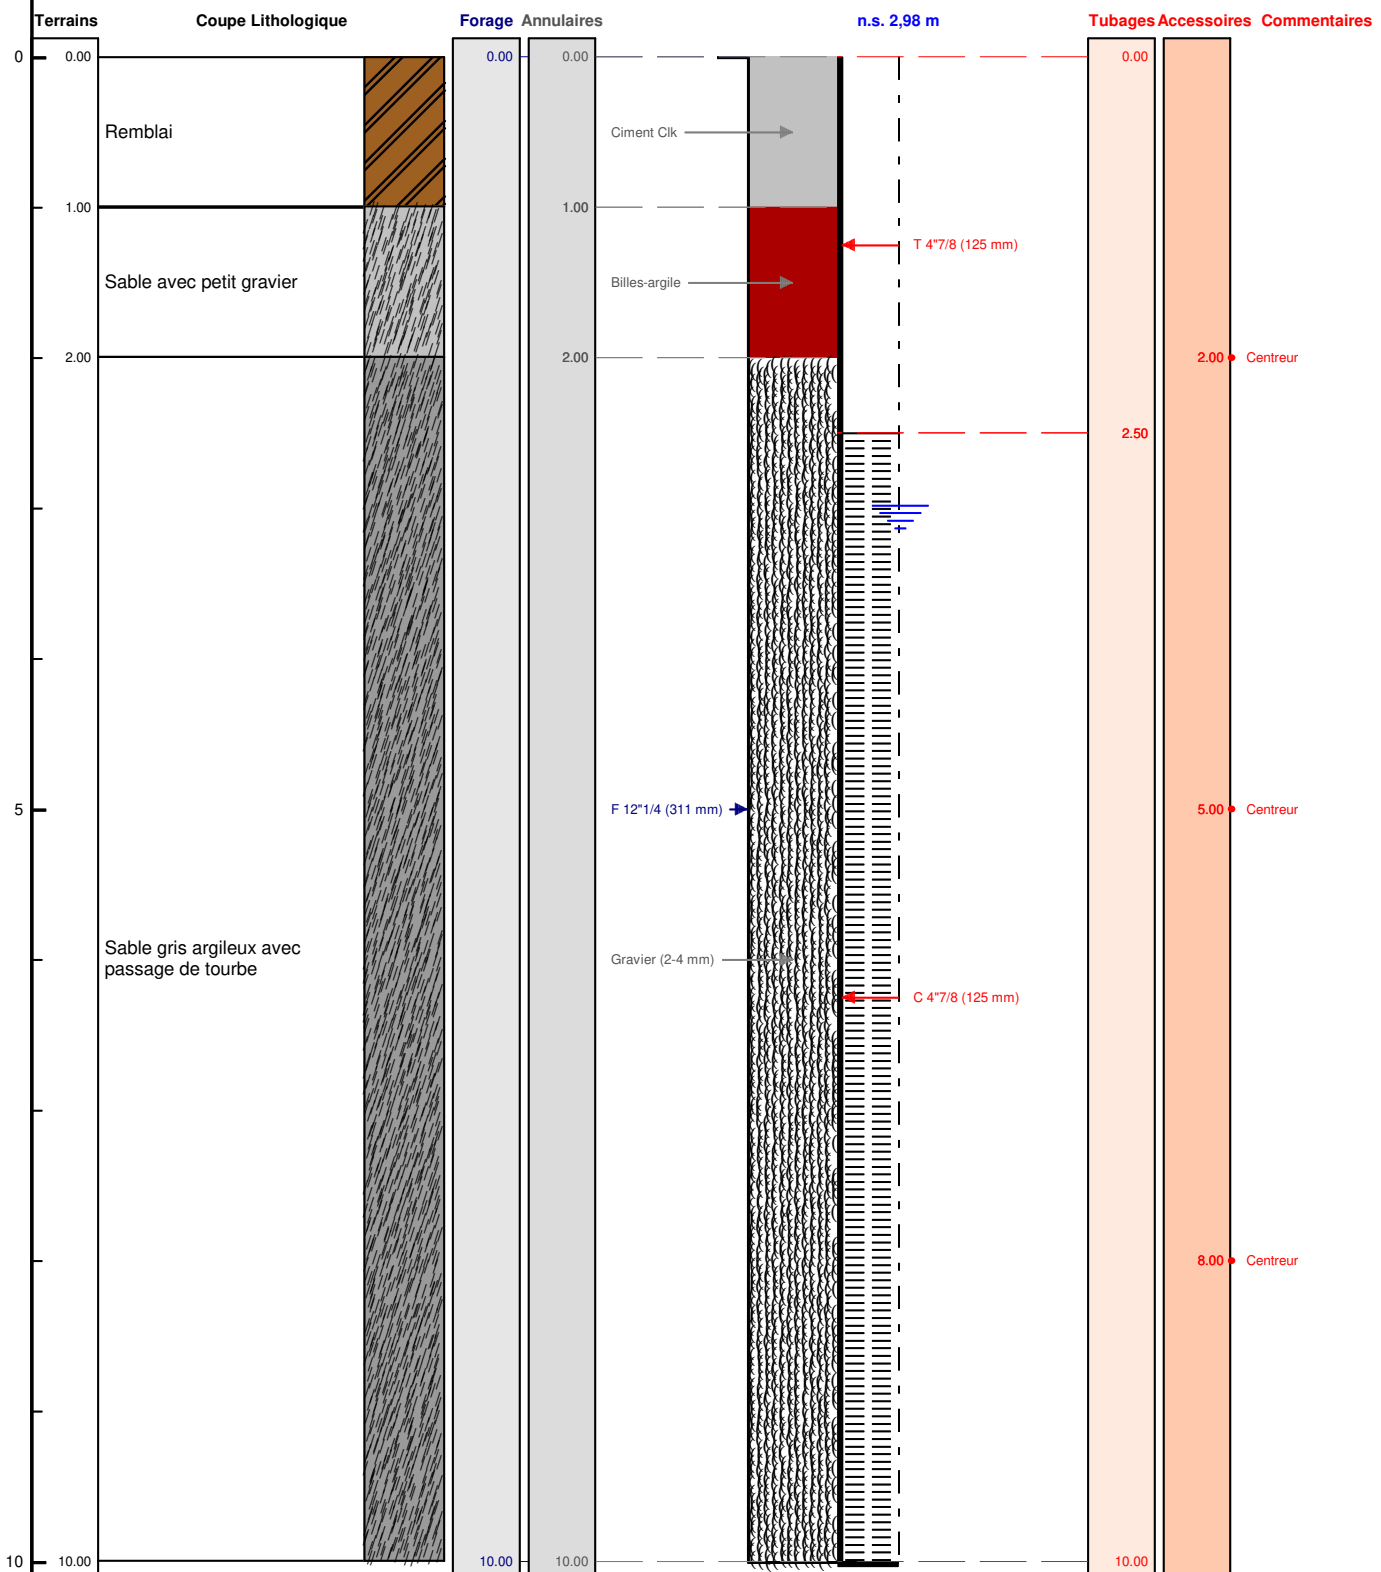 Terrains Coupe Lithologique Forage Annulaires n.s. 2,98 m Tubages Accessoires Commentaires
0 0.00 0.00 0.00 0.00
Remblai Ciment Clk
1.00 1.00
T 4"7/8 (125 mm)
Sable avec petit gravier Billes-argile
2.00 2.00 2.00 Centreur
2.50
5 F 12"1/4 (311 mm) 5.00 Centreur
Sable gris argileux avec
passage de tourbe
Gravier (2-4 mm)
C 4"7/8 (125 mm)
8.00 Centreur
10 10.00 10.00 10.00 10.00